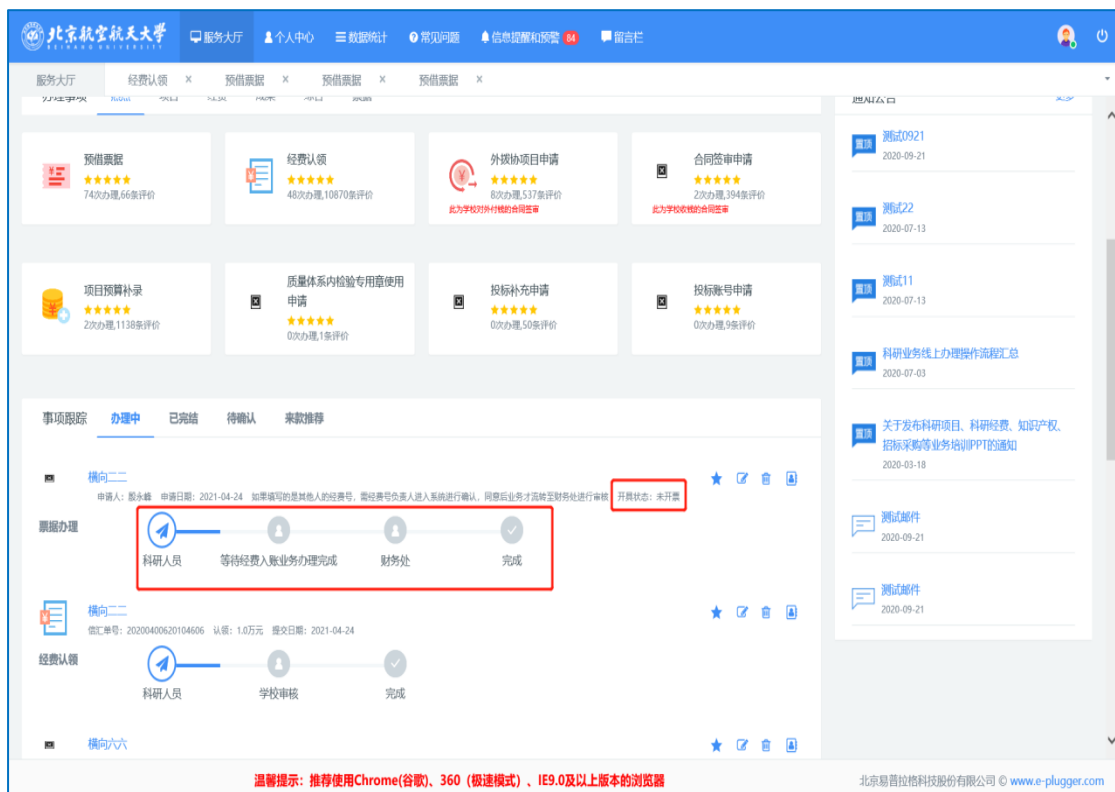 北京航空航天大学
BEIHANG UNIVERSITY
服务大厅 个人中心 数据统计 常见问题 信息提醒和预警 84 留言栏
服务大厅 经费认领 × 预借票据 × 预借票据 × 预借票据 ×
办理事项
通知公告 更多
预借票据
74次办理,66条评价
经费认领
48次办理,10870条评价
外拨协项目申请
8次办理,537条评价
此为学校对外付钱的合同签审
合同签审申请
2次办理,394条评价
此为学校收钱的合同签审
项目预算补录
2次办理,1138条评价
质量体系内检验专用章使用
申请
0次办理,1条评价
投标补充申请
0次办理,50条评价
投标账号申请
0次办理,9条评价
置顶 测试0921
2020-09-21
置顶 测试22
2020-07-13
置顶 测试11
2020-07-13
置顶 科研业务线上办理操作流程汇总
2020-07-03
置顶 关于发布科研项目、科研经费、知识产权、
招标采购等业务培训PPT的通知
2020-03-18
测试邮件
2020-09-21
测试邮件
2020-09-21
事项跟踪 办理中 已完结 待确认 来款推荐
横向二二
申请人：殷永峰 申请日期：2021-04-24 如果填写的是其他人的经费号，需经费号负责人进入系统进行确认，同意后业务才流转至财务处进行审核 开具状态：未开票
票据办理
科研人员 等待经费入账业务办理完成 财务处 完成
横向二二
信汇单号：20200400620104606 认领：1.0万元 提交日期：2021-04-24
经费认领
科研人员 学校审核 完成
横向六六
温馨提示：推荐使用Chrome(谷歌)、360（极速模式）、IE9.0及以上版本的浏览器
北京易普拉格科技股份有限公司 © www.e-plugger.com